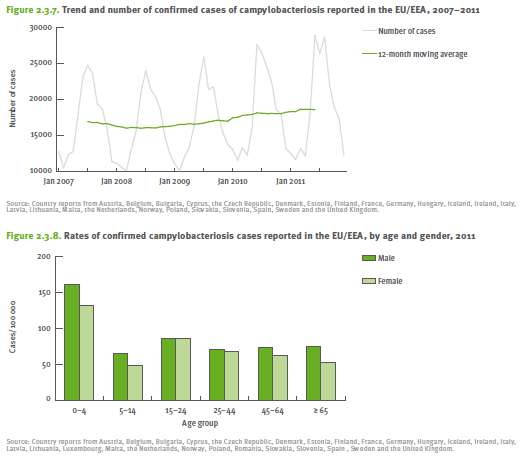 Figure 2.3.7. Trend and number of confirmed cases of campylobacteriosis reported in the EU/EEA, 2007–2011
30000
Number of cases
12-month moving average
25000
20000
15000
10000
Number of cases
Jan 2007 Jan 2008 Jan 2009 Jan 2010 Jan 2011
Source: Country reports from Austria, Belgium, Bulgaria, Cyprus, the Czech Republic, Denmark, Estonia, Finland, France, Germany, Hungary, Iceland, Ireland, Italy,
Latvia, Lithuania, Malta, the Netherlands, Norway, Poland, Slovakia, Slovenia, Spain, Sweden and the United Kingdom.
Figure 2.3.8. Rates of confirmed campylobacteriosis cases reported in the EU/EEA, by age and gender, 2011
200
Male
Female
150
100
50
0
Cases/100 000
0–4 5–14 15–24 25–44 45–64 ≥ 65
Age group
Source: Country reports from Austria, Belgium, Bulgaria, Cyprus, the Czech Republic, Denmark, Estonia, Finland, France, Germany, Hungary, Iceland, Ireland, Italy,
Latvia, Lithuania, Luxembourg, Malta, the Netherlands, Norway, Poland, Romania, Slovakia, Slovenia, Spain , Sweden and the United Kingdom.